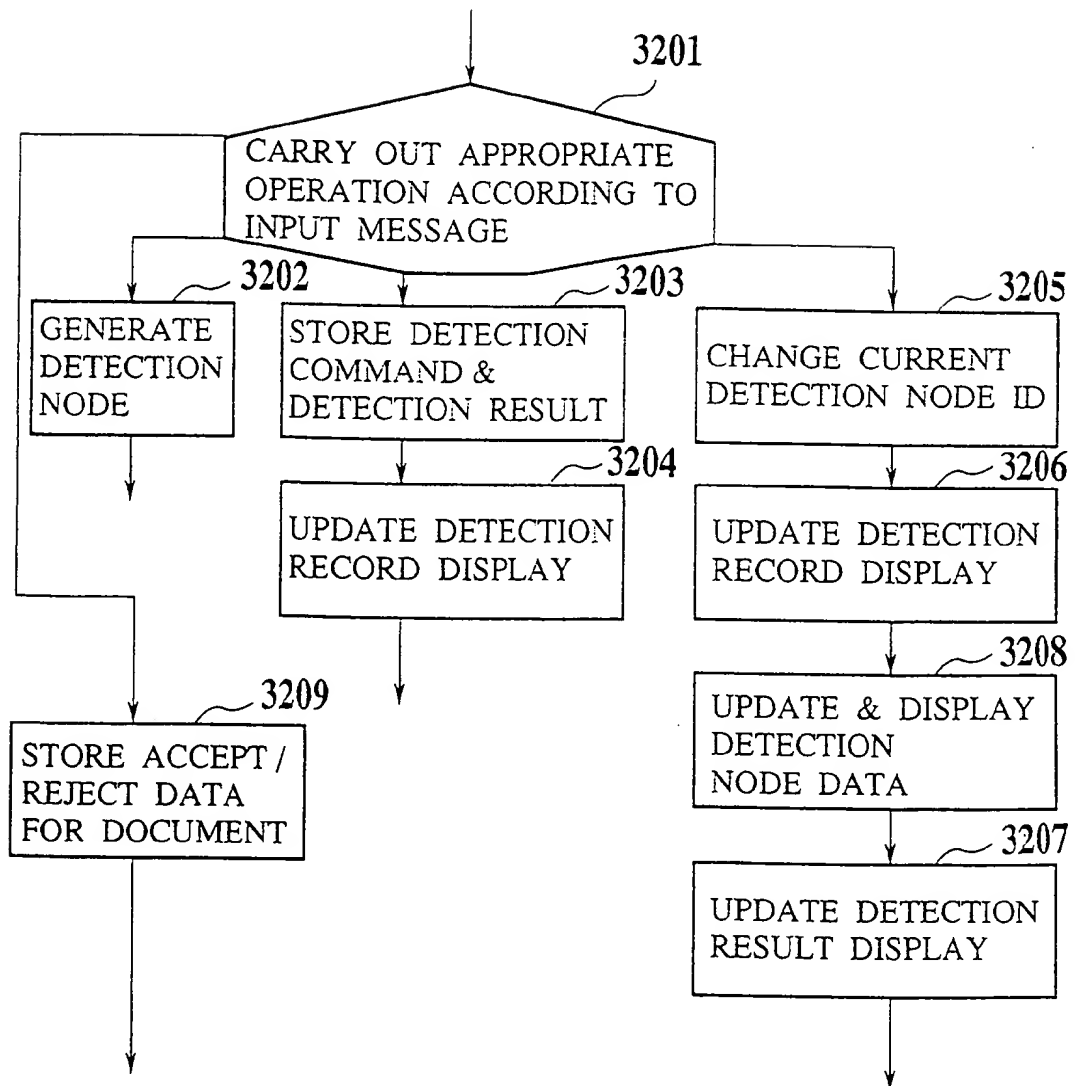 3201
CARRY OUT APPROPRIATE
OPERATION ACCORDING TO
INPUT MESSAGE
3202
GENERATE
DETECTION
NODE
3203
STORE DETECTION
COMMAND &
DETECTION RESULT
3204
UPDATE DETECTION
RECORD DISPLAY
3205
CHANGE CURRENT
DETECTION NODE ID
3206
UPDATE DETECTION
RECORD DISPLAY
3208
UPDATE & DISPLAY
DETECTION
NODE DATA
3207
UPDATE DETECTION
RESULT DISPLAY
3209
STORE ACCEPT /
REJECT DATA
FOR DOCUMENT